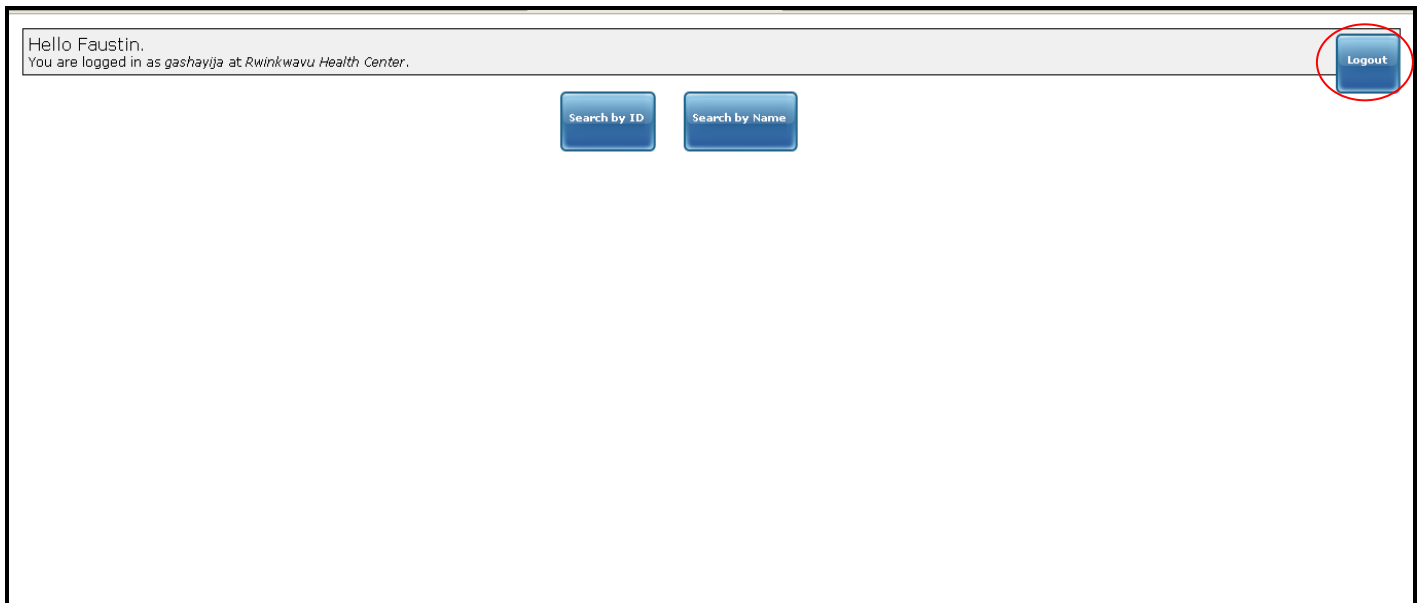 Hello Faustin.
You are logged in as gashayija at Rwinkwavu Health Center.
Logout
Search by ID
Search by Name